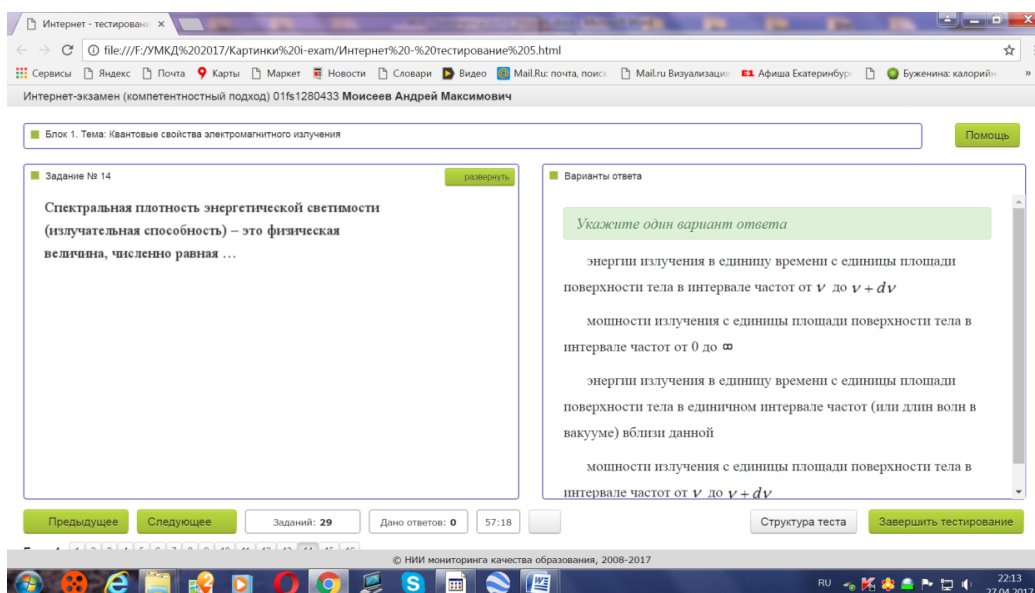 Интернет - тестировани
file:///F:/УМКД%202017/Картинки%20i-exam/Интернет%20-%20тестирование%205.html
Сервисы Яндекс Почта Карты Маркет Новости Словари Видео Mail.Ru: почта, поиск Mail.ru Визуализация E1 Афиша Екатеринбур Буженина: калорийн »
Интернет-экзамен (компетентностный подход) 01fs1280433 Моисеев Андрей Максимович
Блок 1. Тема: Квантовые свойства электромагнитного излучения
Помощь
Задание № 14
развернуть
Спектральная плотность энергетической светимости
(излучательная способность) – это физическая
величина, численно равная …
Варианты ответа
Укажите один вариант ответа
энергии излучения в единицу времени с единицы площади
поверхности тела в интервале частот от ν до ν + dν
мощности излучения с единицы площади поверхности тела в
интервале частот от 0 до ∞
энергии излучения в единицу времени с единицы площади
поверхности тела в единичном интервале частот (или длин волн в
вакууме) вблизи данной
мощности излучения с единицы площади поверхности тела в
интервале частот от ν до ν + dν
Предыдущее Следующее Заданий: 29 Дано ответов: 0 57:18 Структура теста Завершить тестирование
© НИИ мониторинга качества образования, 2008-2017
RU 22:13
27.04.2017